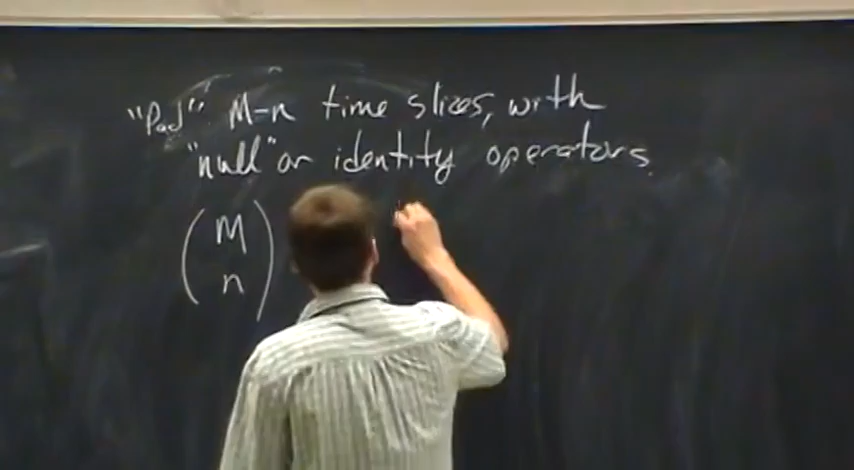 "Pad" M-n time slices, with
"null" or identity operators.
(M
n)